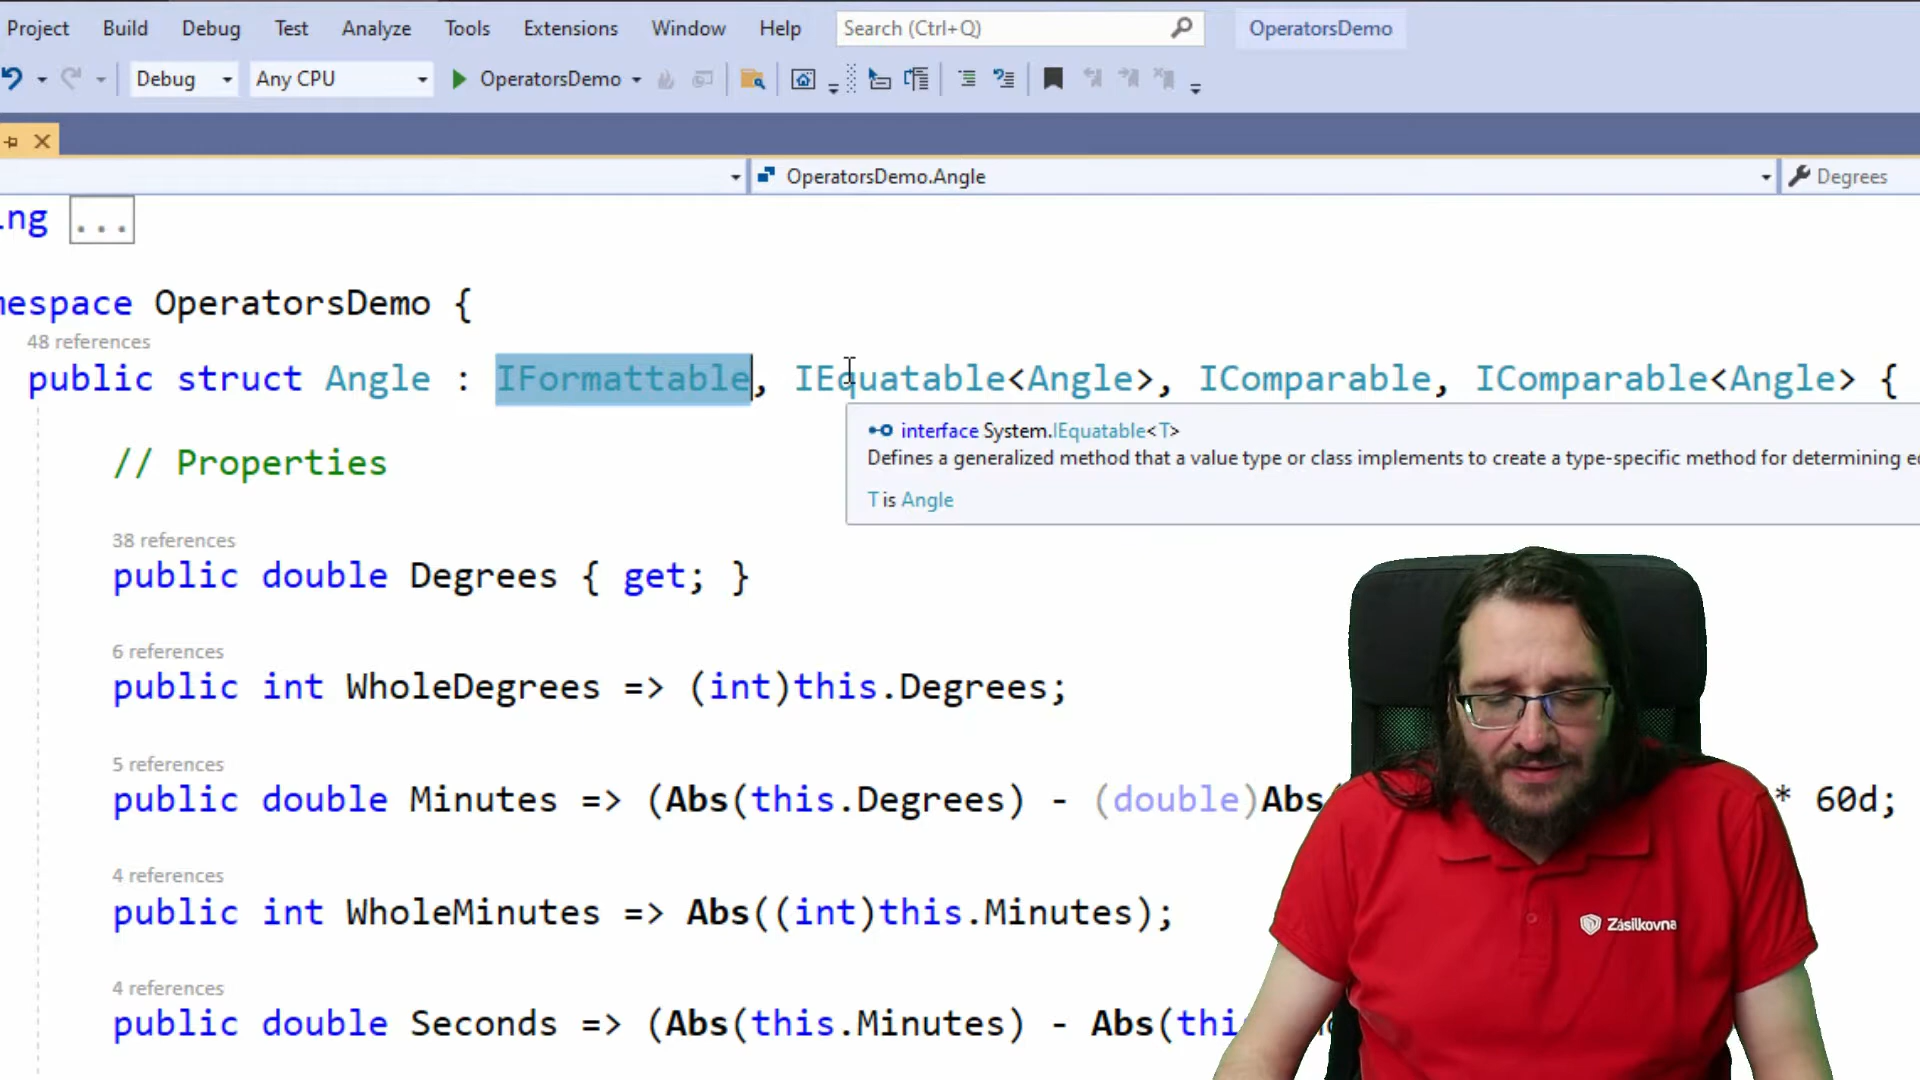 Project Build Debug Test Analyze Tools Extensions Window Help Search (Ctrl+Q) OperatorsDemo
Debug Any CPU OperatorsDemo
OperatorsDemo.Angle Degrees
ing ...
mespace OperatorsDemo {
48 references
public struct Angle : IFormattable, IEquatable<Angle>, IComparable, IComparable<Angle> {
interface System.IEquatable<T>
Defines a generalized method that a value type or class implements to create a type-specific method for determining
T is Angle
// Properties
38 references
public double Degrees { get; }
6 references
public int WholeDegrees => (int)this.Degrees;
5 references
public double Minutes => (Abs(this.Degrees) - (double)Abs( * 60d;
4 references
public int WholeMinutes => Abs((int)this.Minutes);
4 references
public double Seconds => (Abs(this.Minutes) - Abs(thi
Zásilkovna